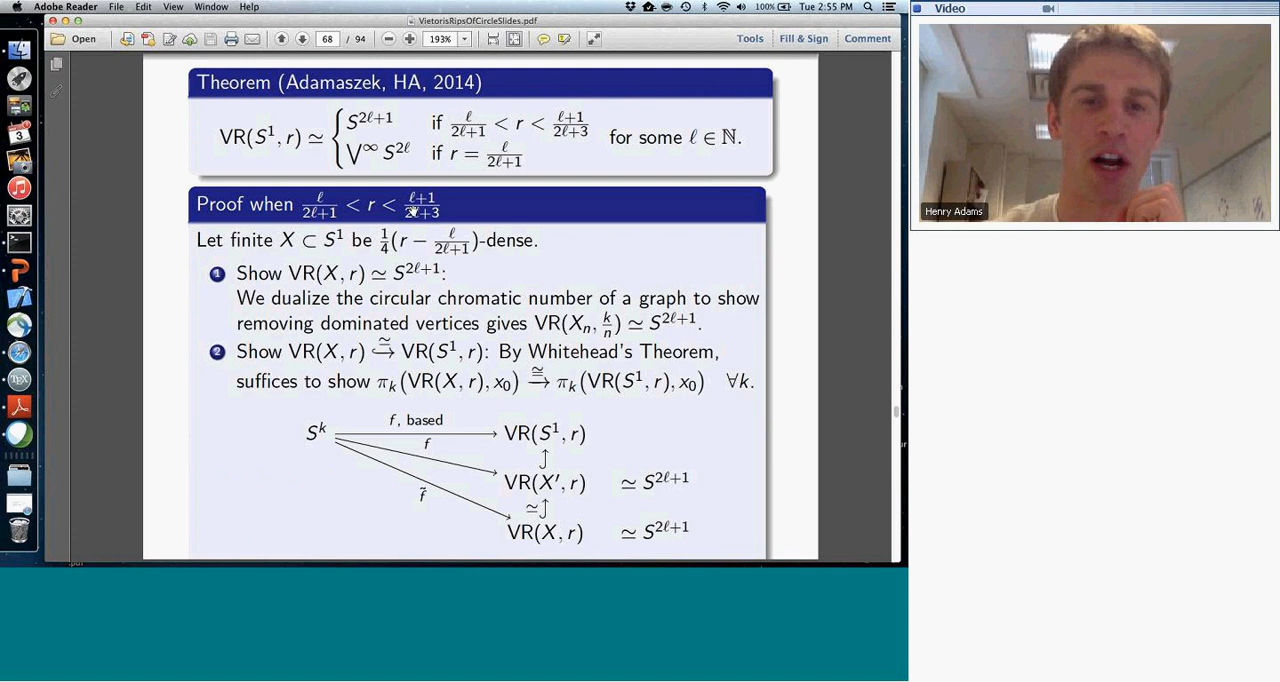 Adobe Reader File Edit View Window Help 100% Tue 2:55 PM
VietorisRipsOfCircleSlides.pdf
Open 68 / 94 193% Tools Fill & Sign Comment
Video
Theorem (Adamaszek, HA, 2014)
VR(S¹, r) ≃ { S^{2ℓ+1} if ℓ/(2ℓ+1) < r < (ℓ+1)/(2ℓ+3) for some ℓ ∈ ℕ.
⋁^∞ S^{2ℓ} if r = ℓ/(2ℓ+1)
Proof when ℓ/(2ℓ+1) < r < (ℓ+1)/(2ℓ+3)
Let finite X ⊂ S¹ be ¼(r − ℓ/(2ℓ+1))-dense.
1 Show VR(X, r) ≃ S^{2ℓ+1}:
We dualize the circular chromatic number of a graph to show
removing dominated vertices gives VR(X_n, k/n) ≃ S^{2ℓ+1}.
2 Show VR(X, r) ≃↪ VR(S¹, r): By Whitehead's Theorem,
suffices to show π_k(VR(X, r), x₀) ≅→ π_k(VR(S¹, r), x₀) ∀k.
f, based
S^k VR(S¹, r)
f
VR(X′, r) ≃ S^{2ℓ+1}
f̃
≃
VR(X, r) ≃ S^{2ℓ+1}
Henry Adams